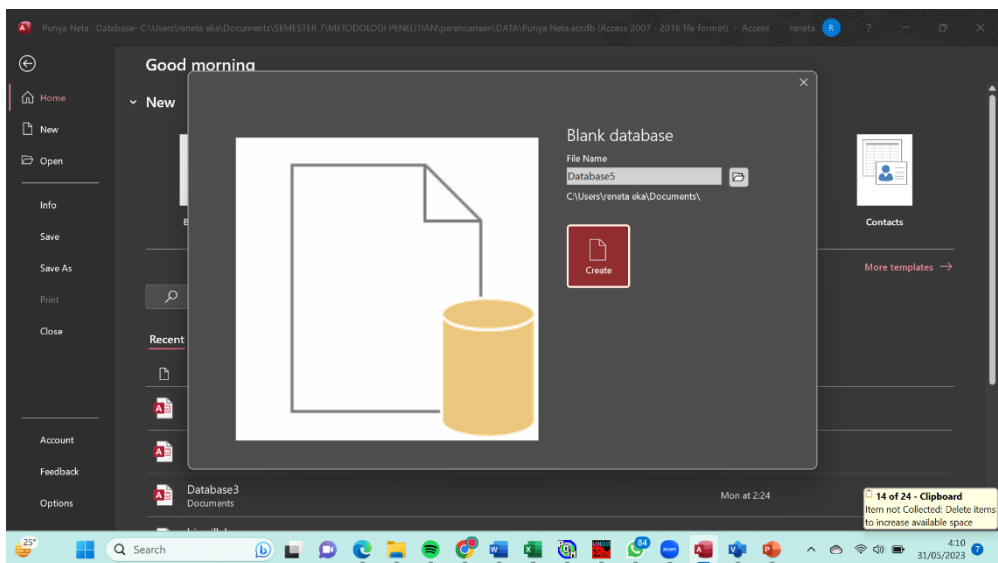 Punya Neta : Database- C:\Users\reneta eka\Documents\SEMESTER 7\METODOLOGI PENELITIAN\perencanaan\DATA\Punya Neta.accdb (Access 2007 - 2016 file format) - Access
reneta
R
?
Good morning
Home
New
New
Open
Info
Save
Save As
Print
Close
Account
Feedback
Options
Blank database
File Name
Database5
C:\Users\reneta eka\Documents\
Create
Contacts
More templates
Recent
Database3
Documents
Mon at 2:24
14 of 24 - Clipboard
Item not Collected: Delete items
to increase available space
25°
Search
84
4:10
31/05/2023
7